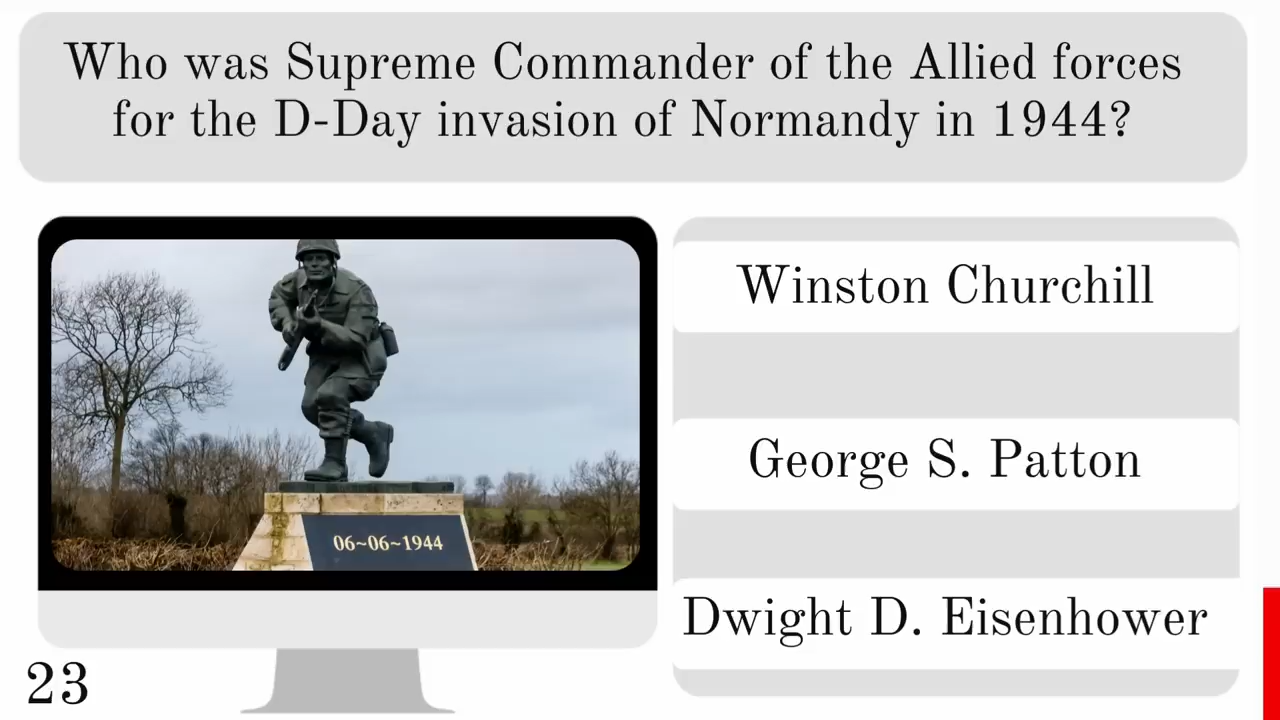 Who was Supreme Commander of the Allied forces
for the D-Day invasion of Normandy in 1944?
06~06~1944
Winston Churchill
George S. Patton
Dwight D. Eisenhower
23